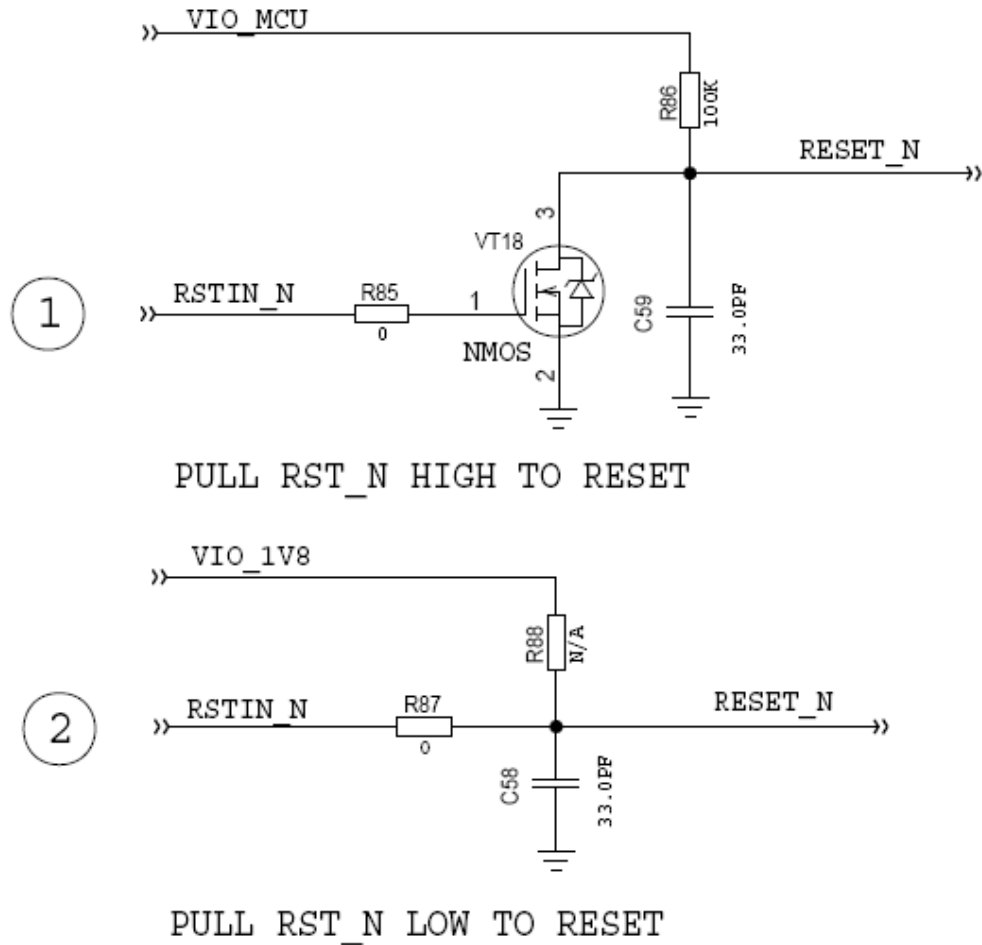 VIO_MCU
R86
100K
RESET_N
3
VT18
1
RSTIN_N
R85
0
1
NMOS
2
C59
33.0PF
PULL RST_N HIGH TO RESET
VIO_1V8
R88
N/A
2
RSTIN_N
R87
0
RESET_N
C58
33.0PF
PULL RST_N LOW TO RESET